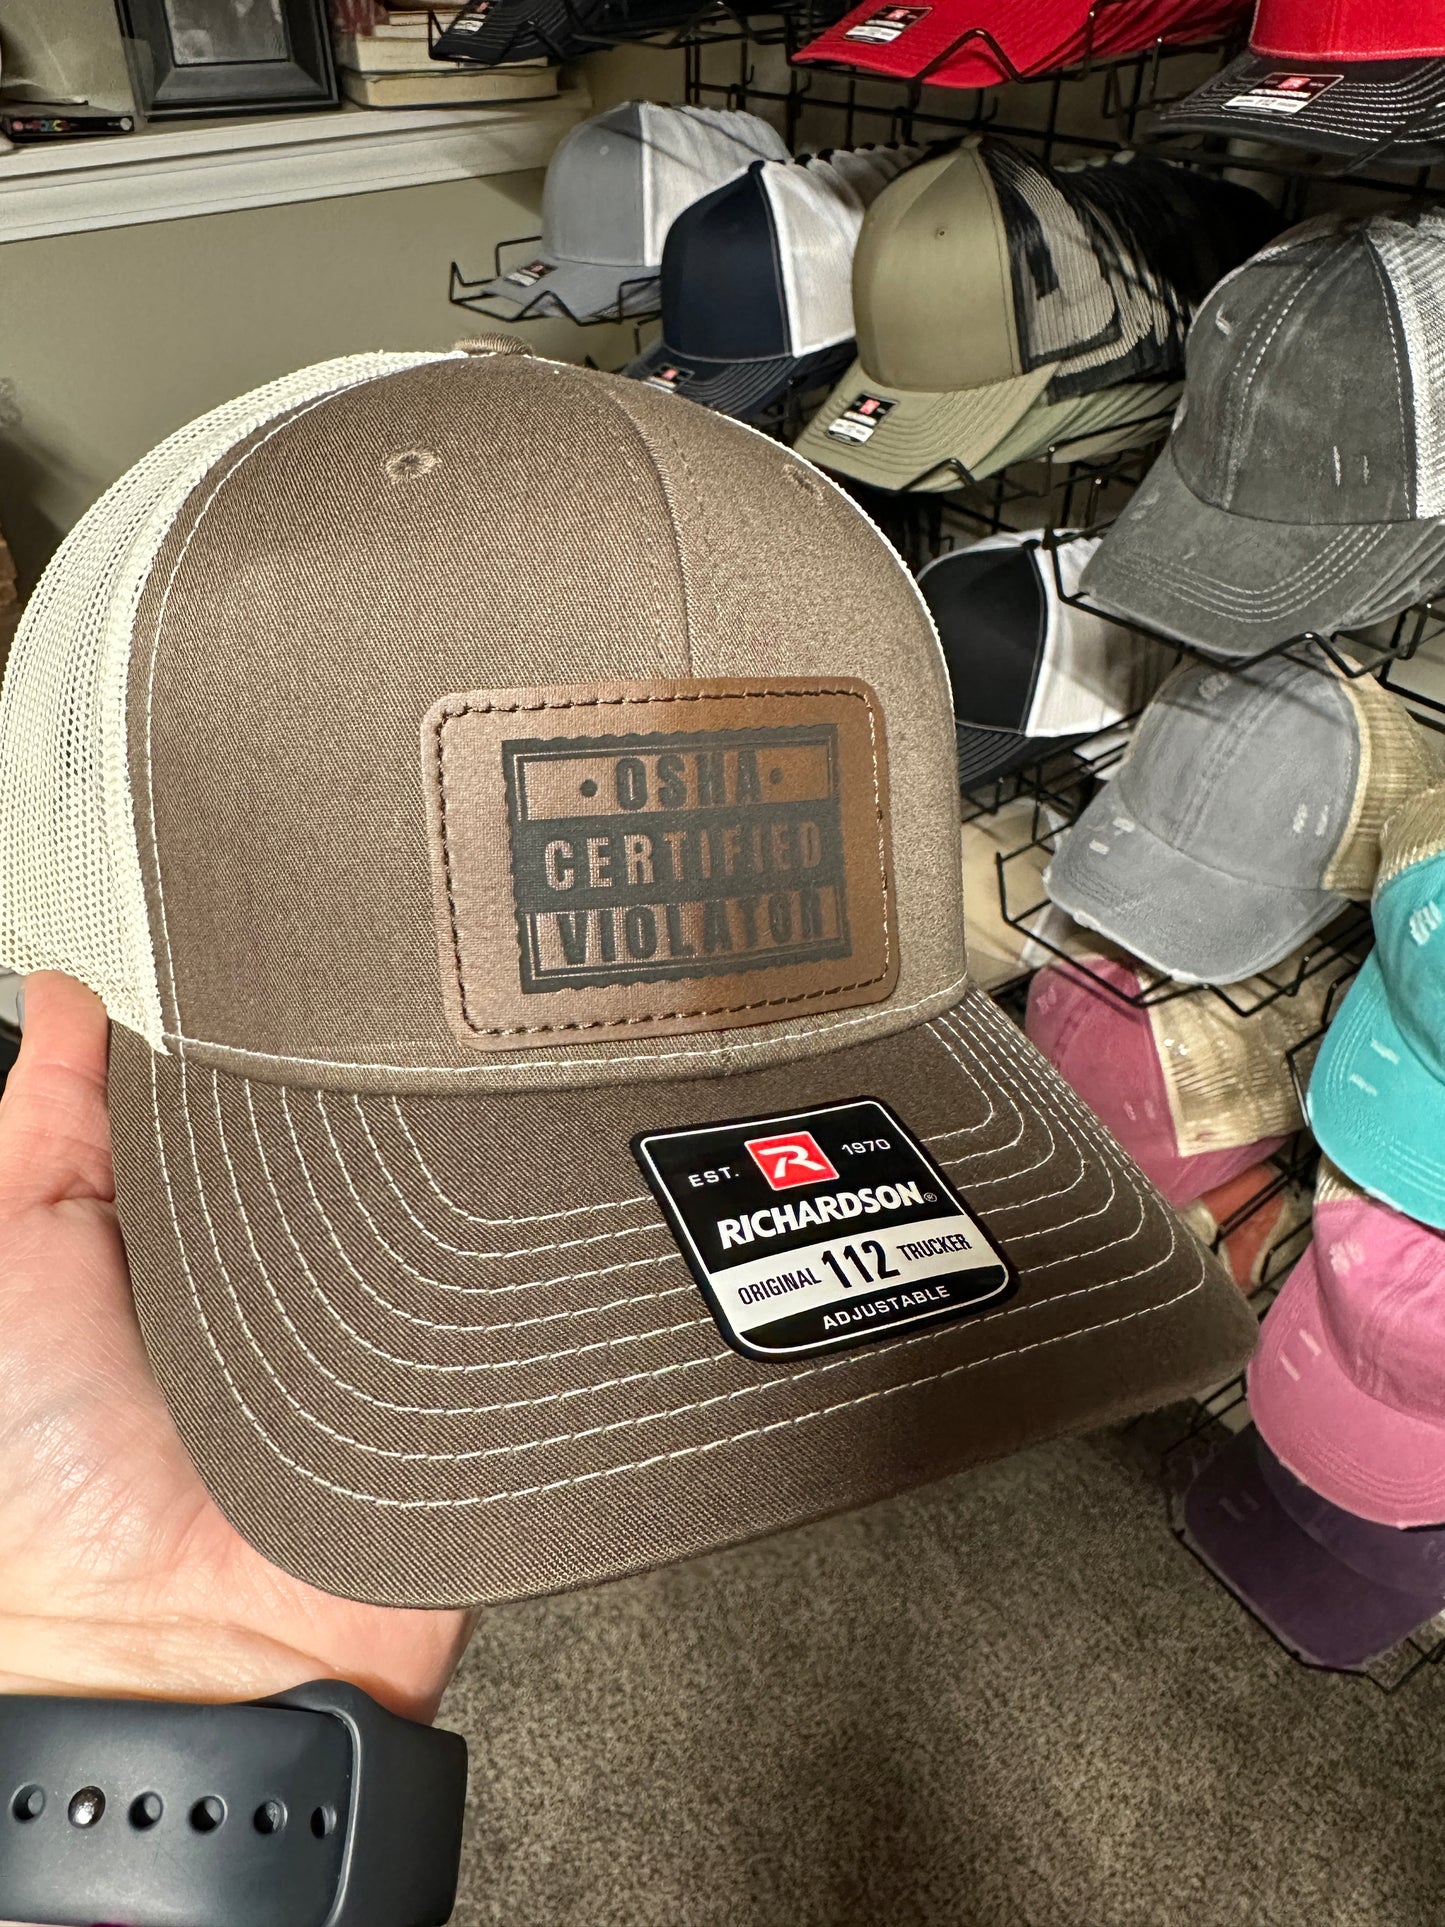 • OSHA •
CERTIFIED
VIOLATOR
EST. R 1970
RICHARDSON®
ORIGINAL 112 TRUCKER
ADJUSTABLE